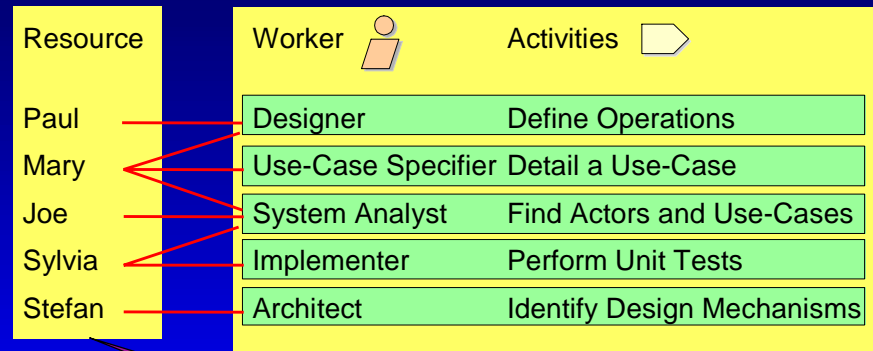 Resource Worker Activities
Paul Designer Define Operations
Mary Use-Case Specifier Detail a Use-Case
Joe System Analyst Find Actors and Use-Cases
Sylvia Implementer Perform Unit Tests
Stefan Architect Identify Design Mechanisms